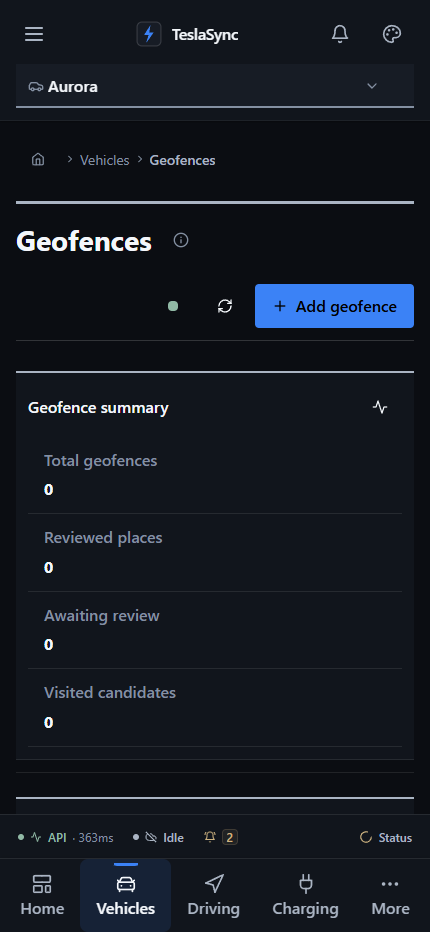 TeslaSync
Aurora
Vehicles
Geofences
Geofences
Add geofence
Geofence summary
Total geofences
0
Reviewed places
0
Awaiting review
0
Visited candidates
0
API · 363ms
Idle
2
Status
Home
Vehicles
Driving
Charging
More